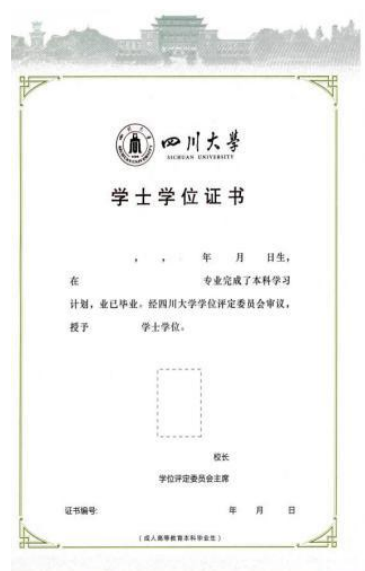 四川大學
SICHUAN UNIVERSITY
学士学位证书
， ， 年 月 日生，
在 专业完成了本科学习
计划，业已毕业。经四川大学学位评定委员会审议，
授予 学士学位。
校长
学位评定委员会主席
证书编号: 年 月 日
（成人高等教育本科毕业生）